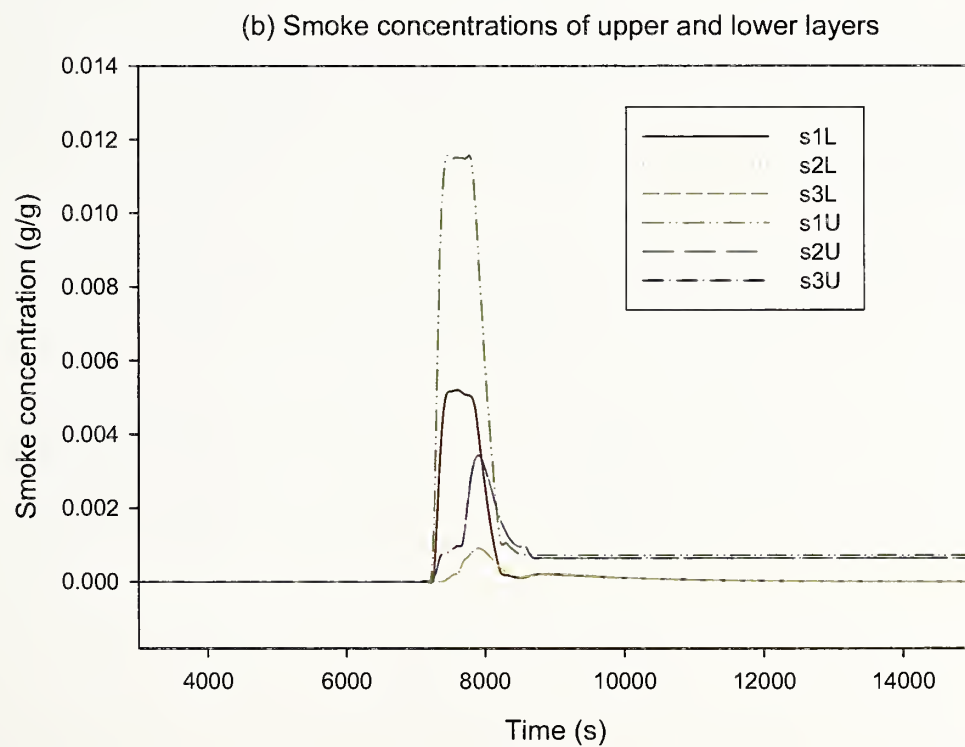 (b) Smoke concentrations of upper and lower layers
0.014
0.012
0.010
0.008
0.006
0.004
0.002
0.000
Smoke concentration (g/g)
s1L
s2L
s3L
s1U
s2U
s3U
4000 6000 8000 10000 12000 14000
Time (s)